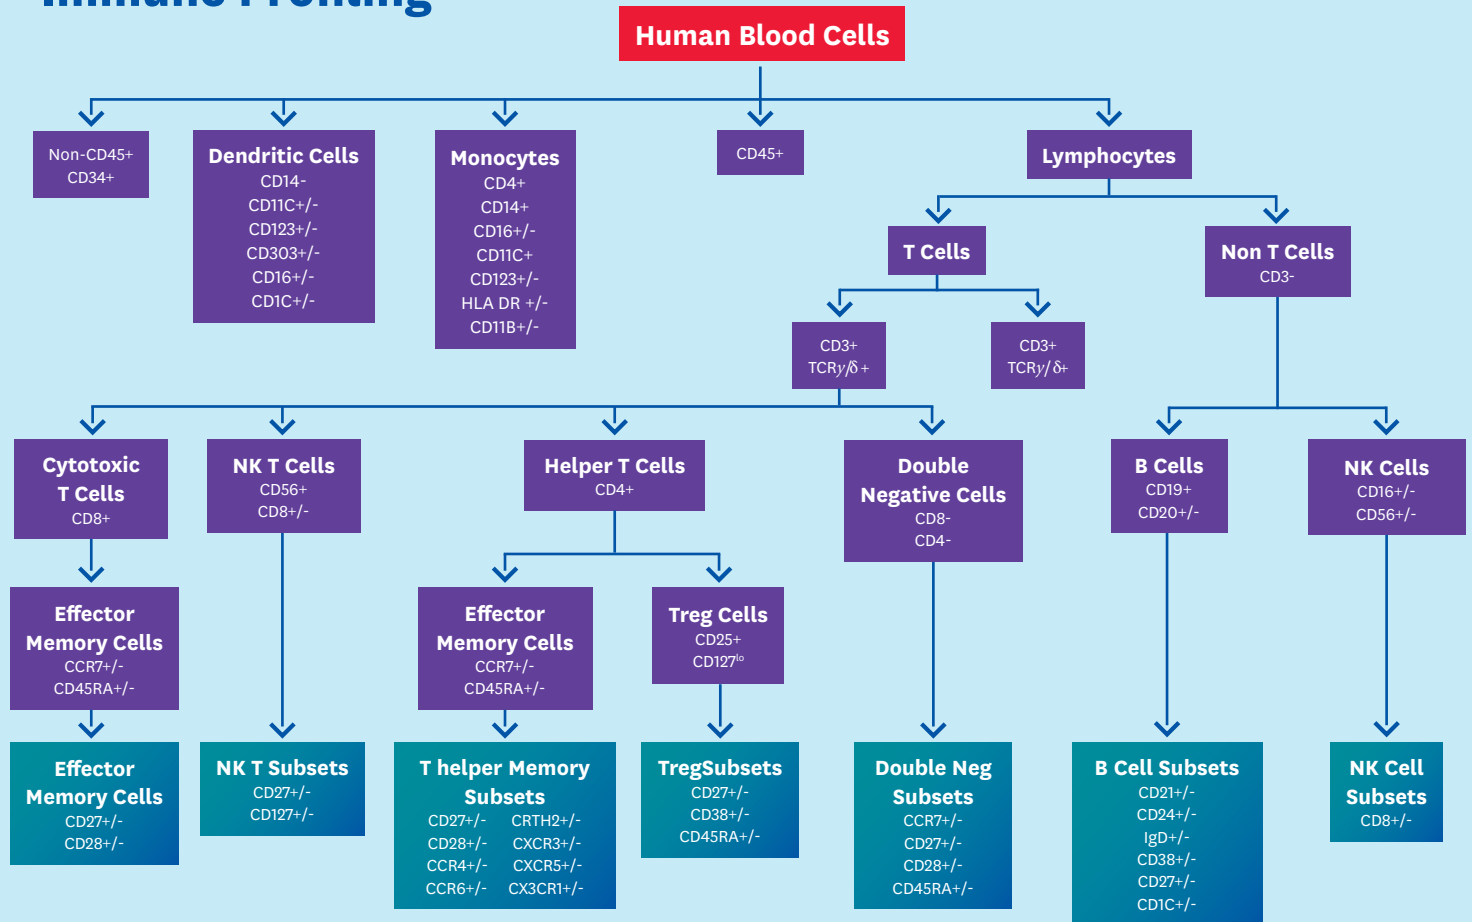 Immune Profiling
Human Blood Cells
Non-CD45+
CD34+
Dendritic Cells
CD14-
CD11C+/-
CD123+/-
CD303+/-
CD16+/-
CD1C+/-
Monocytes
CD4+
CD14+
CD16+/-
CD11C+
CD123+/-
HLA DR +/-
CD11B+/-
CD45+
Lymphocytes
T Cells
Non T Cells
CD3-
CD3+
TCRγ/δ +
CD3+
TCRγ/ δ+
Cytotoxic
T Cells
CD8+
NK T Cells
CD56+
CD8+/-
Helper T Cells
CD4+
Double
Negative Cells
CD8-
CD4-
B Cells
CD19+
CD20+/-
NK Cells
CD16+/-
CD56+/-
Effector
Memory Cells
CCR7+/-
CD45RA+/-
Effector
Memory Cells
CCR7+/-
CD45RA+/-
Treg Cells
CD25+
CD127lo
Effector
Memory Cells
CD27+/-
CD28+/-
NK T Subsets
CD27+/-
CD127+/-
T helper Memory
Subsets
CD27+/- CRTH2+/-
CD28+/- CXCR3+/-
CCR4+/- CXCR5+/-
CCR6+/- CX3CR1+/-
TregSubsets
CD27+/-
CD38+/-
CD45RA+/-
Double Neg
Subsets
CCR7+/-
CD27+/-
CD28+/-
CD45RA+/-
B Cell Subsets
CD21+/-
CD24+/-
IgD+/-
CD38+/-
CD27+/-
CD1C+/-
NK Cell
Subsets
CD8+/-